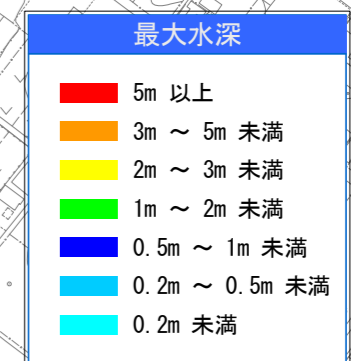 最大水深
5m 以上
3m ～ 5m 未満
2m ～ 3m 未満
1m ～ 2m 未満
0.5m ～ 1m 未満
0.2m ～ 0.5m 未満
0.2m 未満